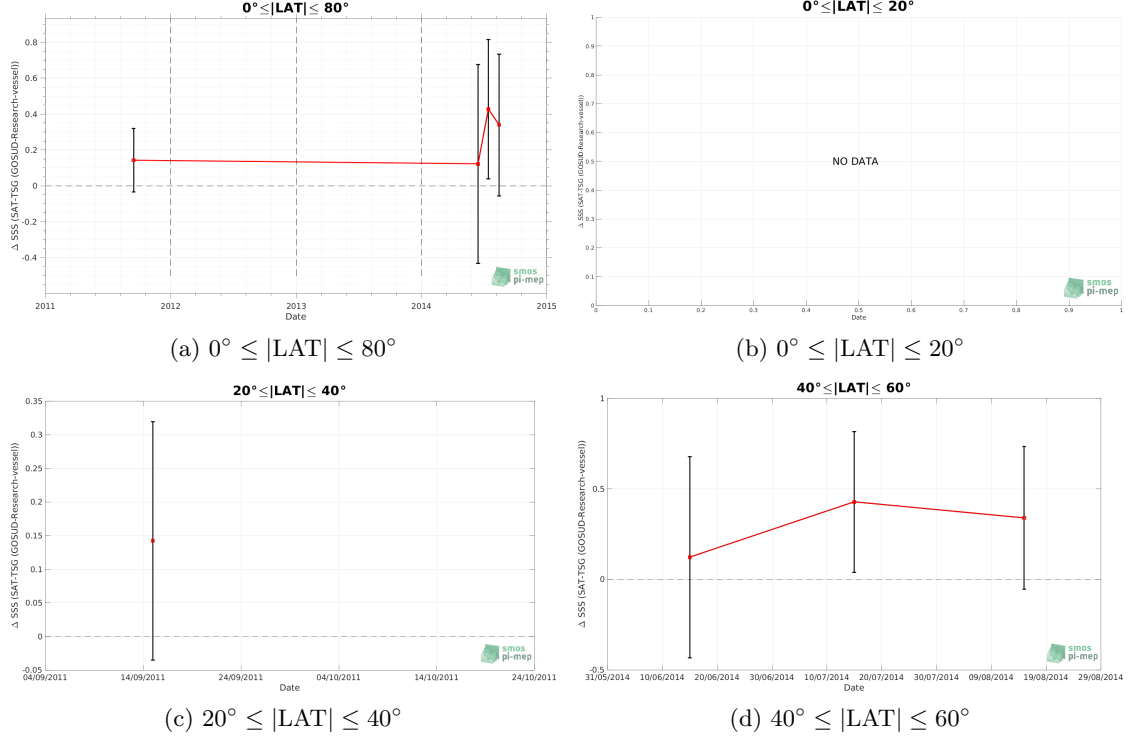 0°≤|LAT|≤ 80°
Δ SSS (SAT-TSG (GOSUD-Research-vessel))
0.8
0.6
0.4
0.2
0
-0.2
-0.4
2011 2012 2013 2014 2015
Date
smos
pi-mep
(a) 0° ≤ |LAT| ≤ 80°
0°≤|LAT|≤ 20°
Δ SSS (SAT-TSG (GOSUD-Research-vessel))
1
0.9
0.8
0.7
0.6
0.5
0.4
0.3
0.2
0.1
0
NO DATA
0 0.1 0.2 0.3 0.4 0.5 0.6 0.7 0.8 0.9 1
Date
smos
pi-mep
(b) 0° ≤ |LAT| ≤ 20°
20°≤|LAT|≤ 40°
Δ SSS (SAT-TSG (GOSUD-Research-vessel))
0.35
0.3
0.25
0.2
0.15
0.1
0.05
0
-0.05
04/09/2011 14/09/2011 24/09/2011 04/10/2011 14/10/2011 24/10/2011
Date
smos
pi-mep
(c) 20° ≤ |LAT| ≤ 40°
40°≤|LAT|≤ 60°
Δ SSS (SAT-TSG (GOSUD-Research-vessel))
1
0.5
0
-0.5
31/05/2014 10/06/2014 20/06/2014 30/06/2014 10/07/2014 20/07/2014 30/07/2014 09/08/2014 19/08/2014 29/08/2014
Date
smos
pi-mep
(d) 40° ≤ |LAT| ≤ 60°